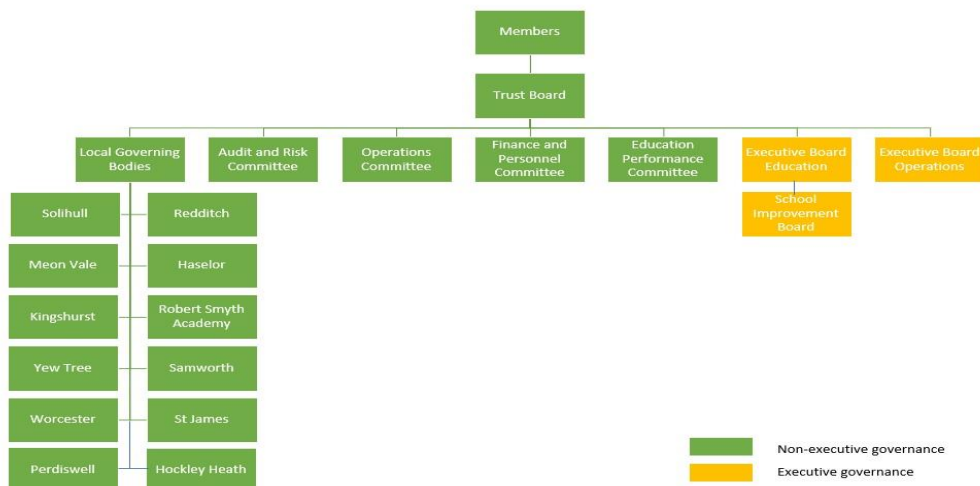 Members
Trust Board
Local Governing
Bodies
Audit and Risk
Committee
Operations
Committee
Finance and
Personnel
Committee
Education
Performance
Committee
Executive Board
Education
Executive Board
Operations
School
Improvement
Board
Solihull
Redditch
Meon Vale
Haselor
Kingshurst
Robert Smyth
Academy
Yew Tree
Samworth
Worcester
St James
Perdiswell
Hockley Heath
Non-executive governance
Executive governance